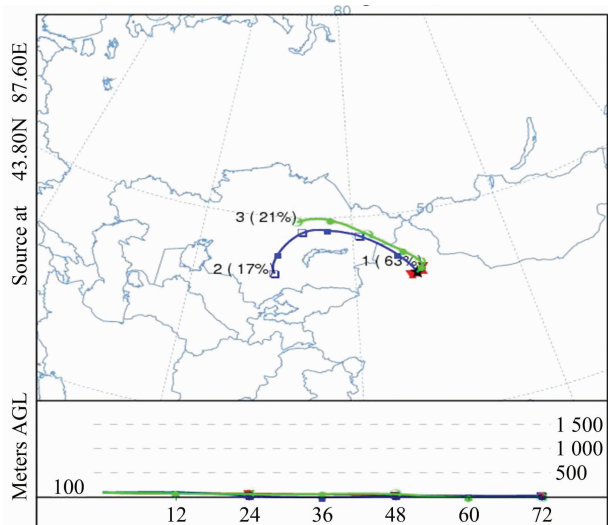 80
Source at 43.80N 87.60E
50
3 ( 21%)
1 ( 63%)
2 ( 17%)
Meters AGL
1 500
1 000
500
100
12 24 36 48 60 72